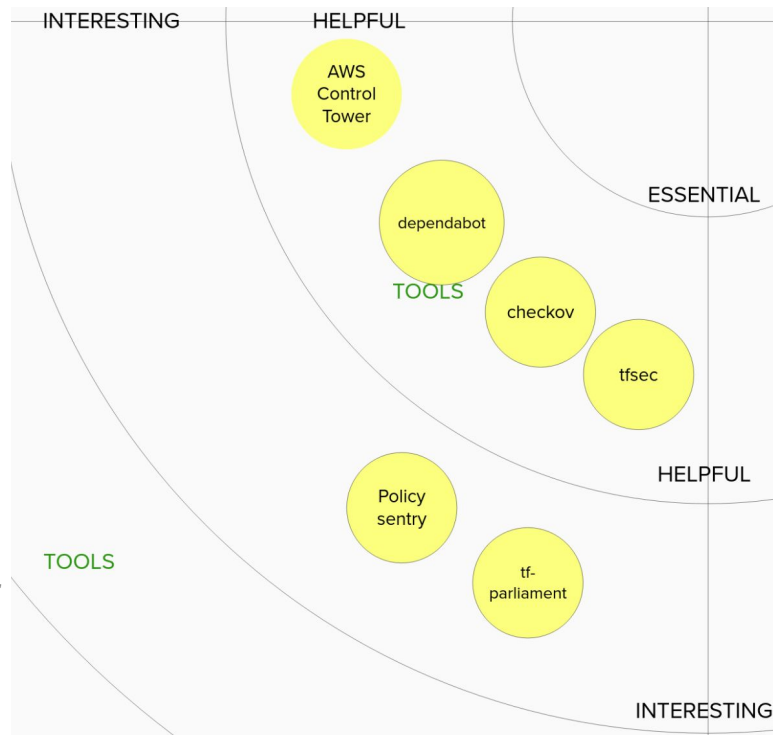 INTERESTING
HELPFUL
AWS
Control
Tower
ESSENTIAL
dependabot
TOOLS
checkov
tfsec
HELPFUL
Policy
sentry
TOOLS
tf-
parliament
INTERESTING